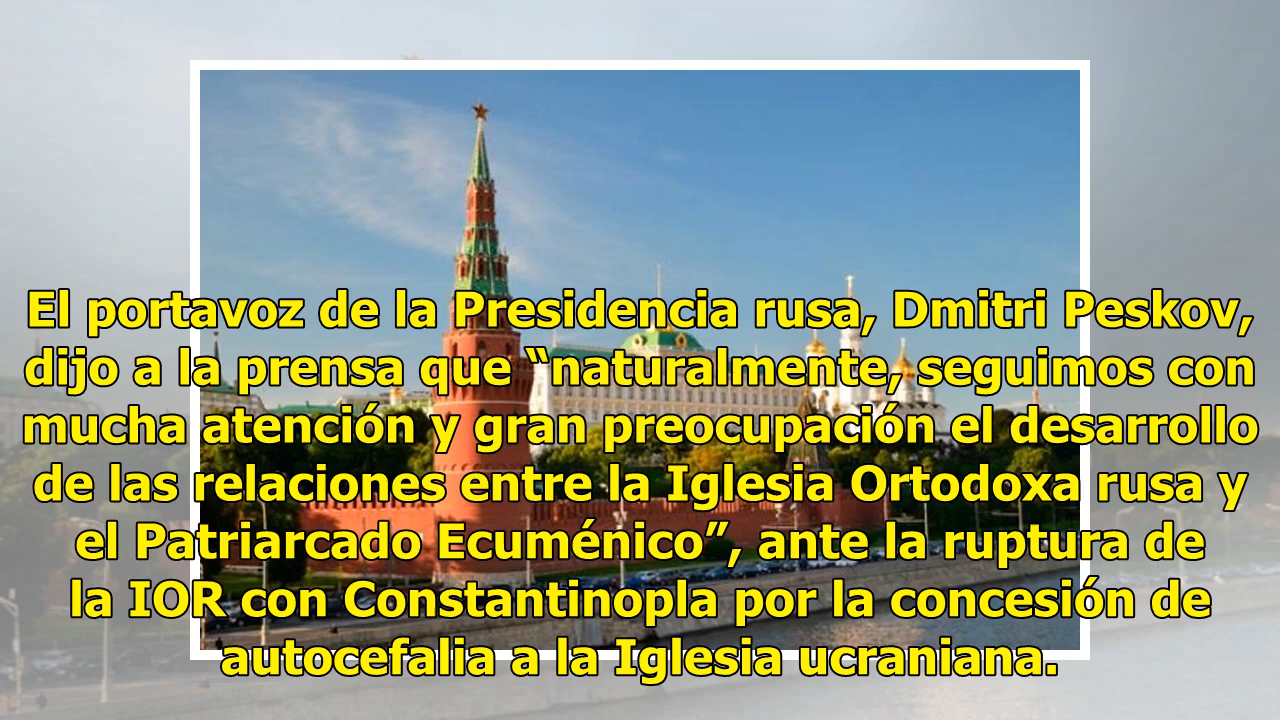 El portavoz de la Presidencia rusa, Dmitri Peskov,
dijo a la prensa que “naturalmente, seguimos con
mucha atención y gran preocupación el desarrollo
de las relaciones entre la Iglesia Ortodoxa rusa y
el Patriarcado Ecuménico”, ante la ruptura de
la IOR con Constantinopla por la concesión de
autocefalia a la Iglesia ucraniana.